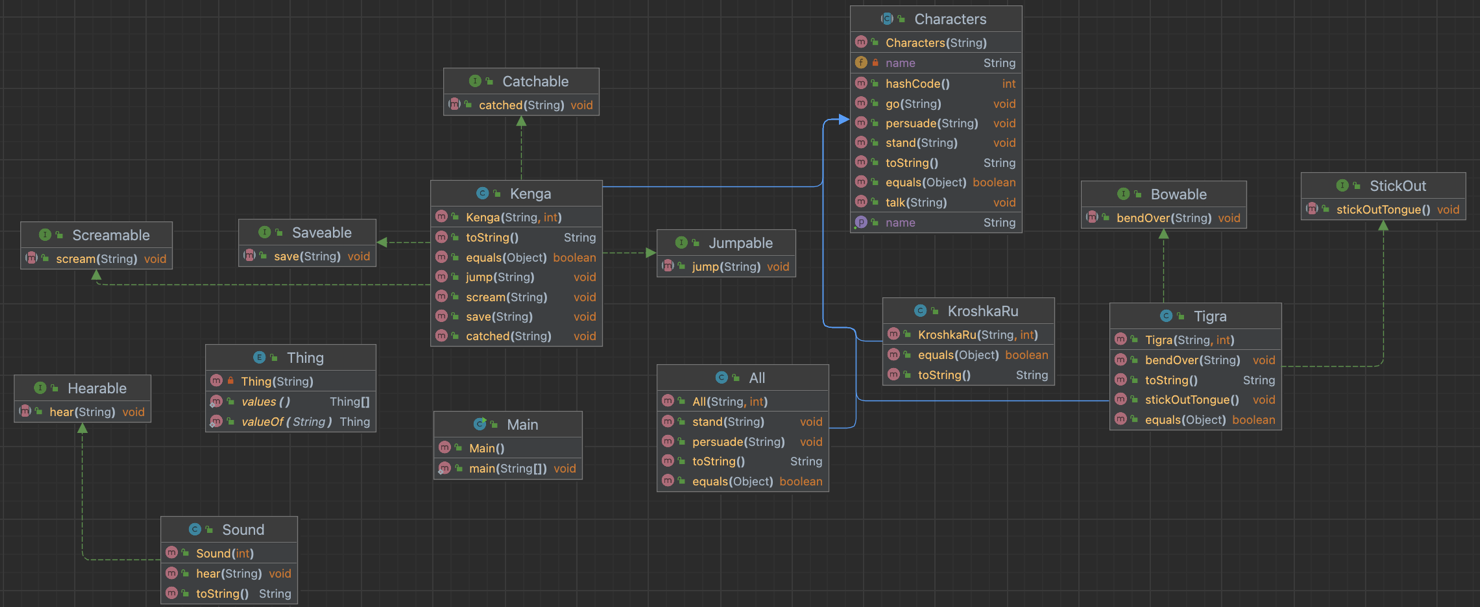 Characters
Characters(String)
name String
hashCode() int
go(String) void
persuade(String) void
stand(String) void
toString() String
equals(Object) boolean
talk(String) void
name String
Catchable
catched(String) void
Kenga
Kenga(String, int)
toString() String
equals(Object) boolean
jump(String) void
scream(String) void
save(String) void
catched(String) void
Screamable
scream(String) void
Saveable
save(String) void
Jumpable
jump(String) void
Bowable
bendOver(String) void
StickOut
stickOutTongue() void
KroshkaRu
KroshkaRu(String, int)
equals(Object) boolean
toString() String
Tigra
Tigra(String, int)
bendOver(String) void
toString() String
stickOutTongue() void
equals(Object) boolean
Thing
Thing(String)
values() Thing[]
valueOf(String) Thing
Hearable
hear(String) void
Main
Main()
main(String[]) void
All
All(String, int)
stand(String) void
persuade(String) void
toString() String
equals(Object) boolean
Sound
Sound(int)
hear(String) void
toString() String